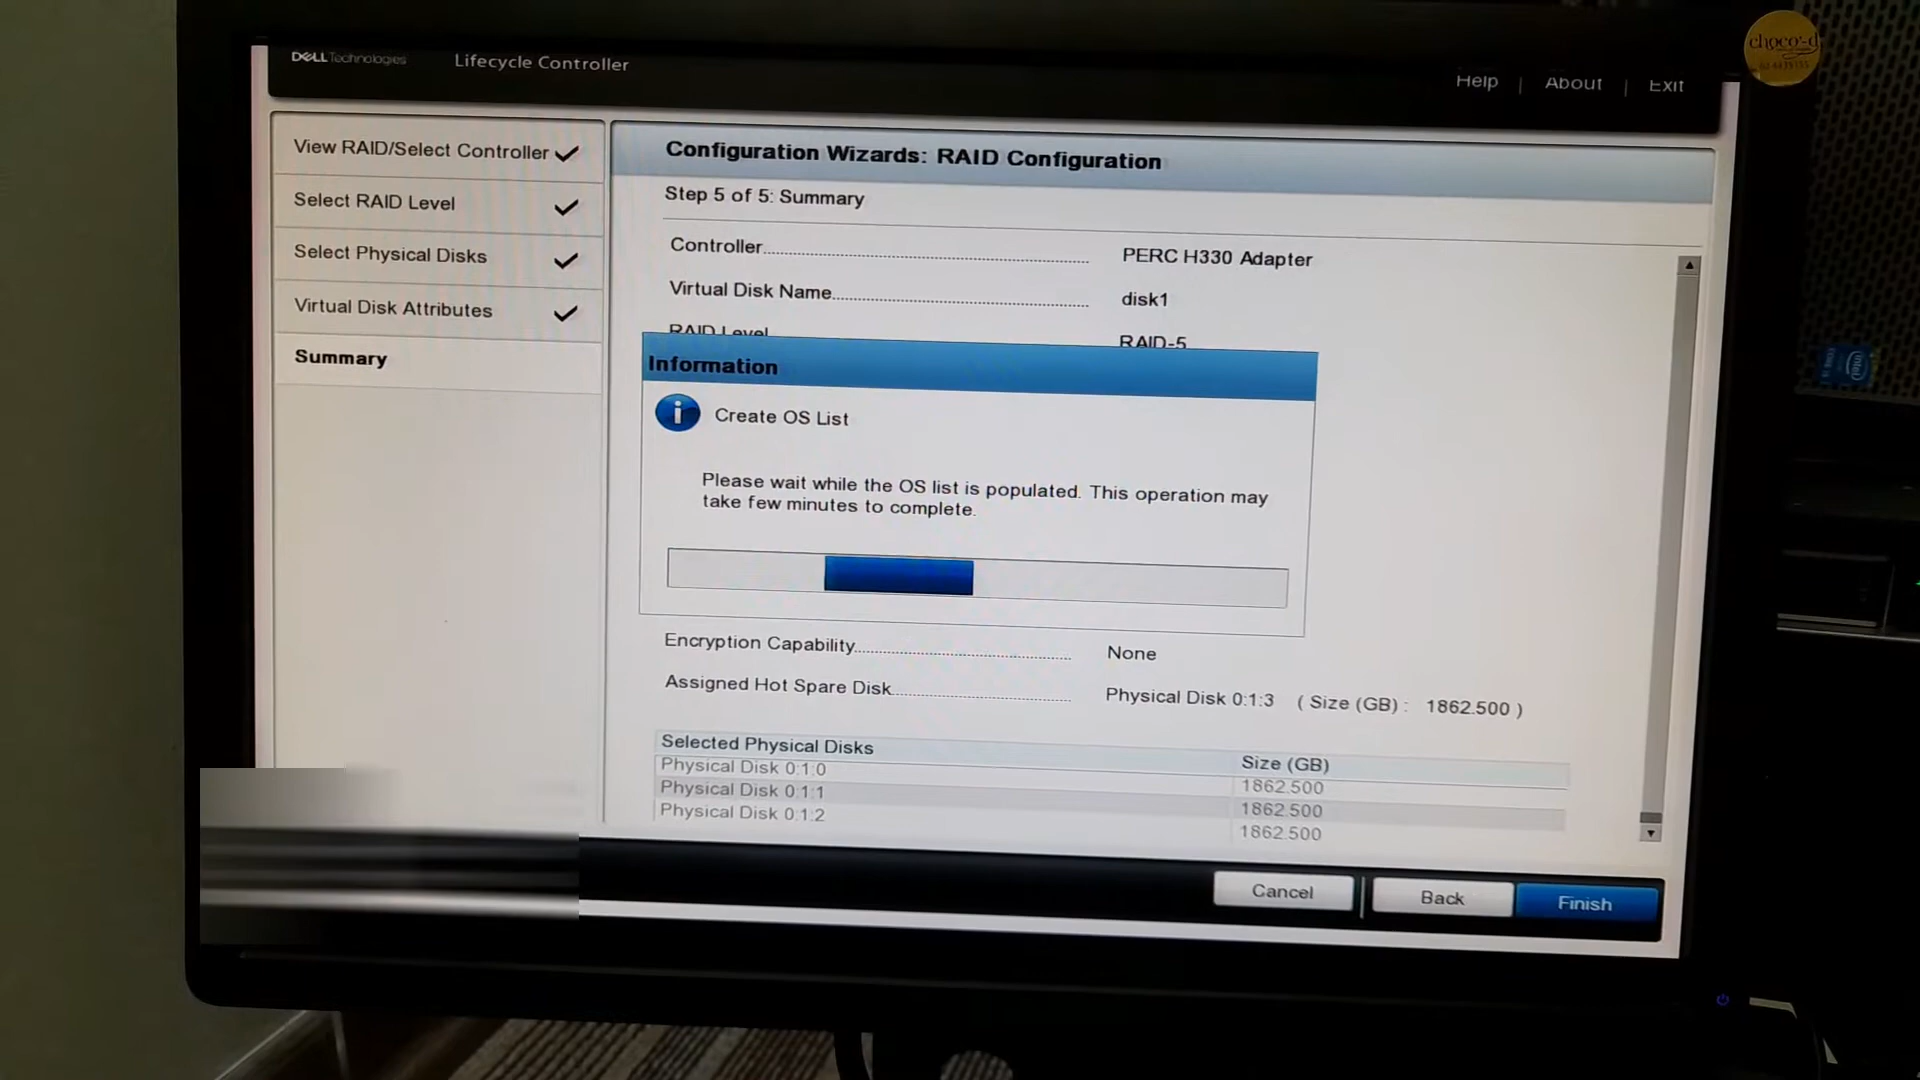 DELL Technologies
Lifecycle Controller
Help | About | Exit
choco'd
View RAID/Select Controller
Select RAID Level
Select Physical Disks
Virtual Disk Attributes
Summary
Configuration Wizards: RAID Configuration
Step 5 of 5: Summary
Controller PERC H330 Adapter
Virtual Disk Name disk1
RAID Level RAID-5
Information
Create OS List
Please wait while the OS list is populated. This operation may
take few minutes to complete.
Encryption Capability None
Assigned Hot Spare Disk Physical Disk 0:1:3 ( Size (GB) : 1862.500 )
Selected Physical Disks Size (GB)
Physical Disk 0:1:0 1862.500
Physical Disk 0:1:1 1862.500
Physical Disk 0:1:2 1862.500
Cancel
Back
Finish
intel